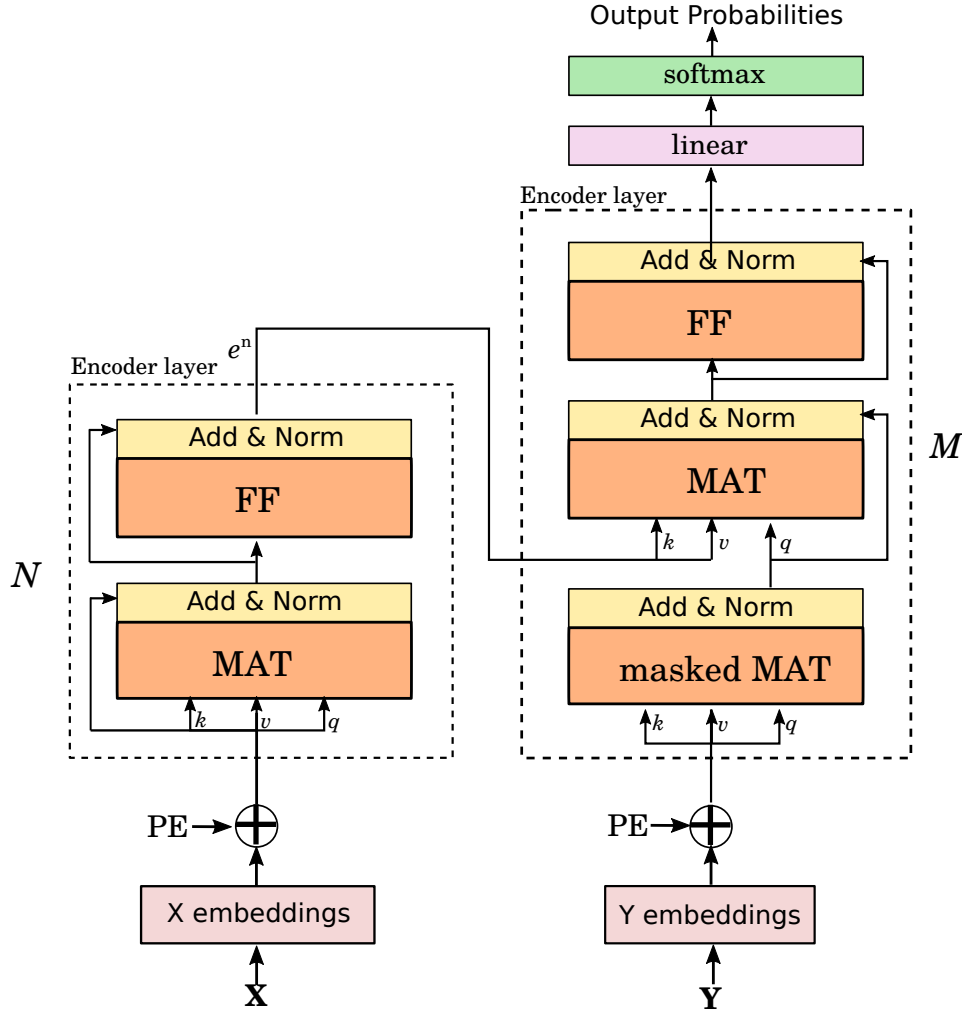 Output Probabilities
softmax
linear
Encoder layer
Add & Norm
FF
Add & Norm
MAT
k
v
q
M
Add & Norm
masked MAT
k
v
q
PE
Y embeddings
Y
eⁿ
Encoder layer
Add & Norm
FF
N
Add & Norm
MAT
k
v
q
PE
X embeddings
X